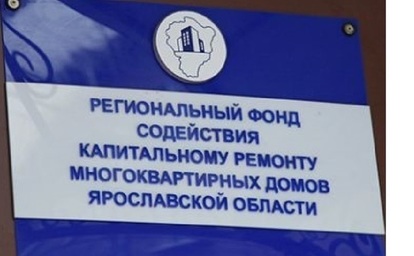 РЕГИОНАЛЬНЫЙ ФОНД
СОДЕЙСТВИЯ
КАПИТАЛЬНОМУ РЕМОНТУ
МНОГОКВАРТИРНЫХ ДОМОВ
ЯРОСЛАВСКОЙ ОБЛАСТИ